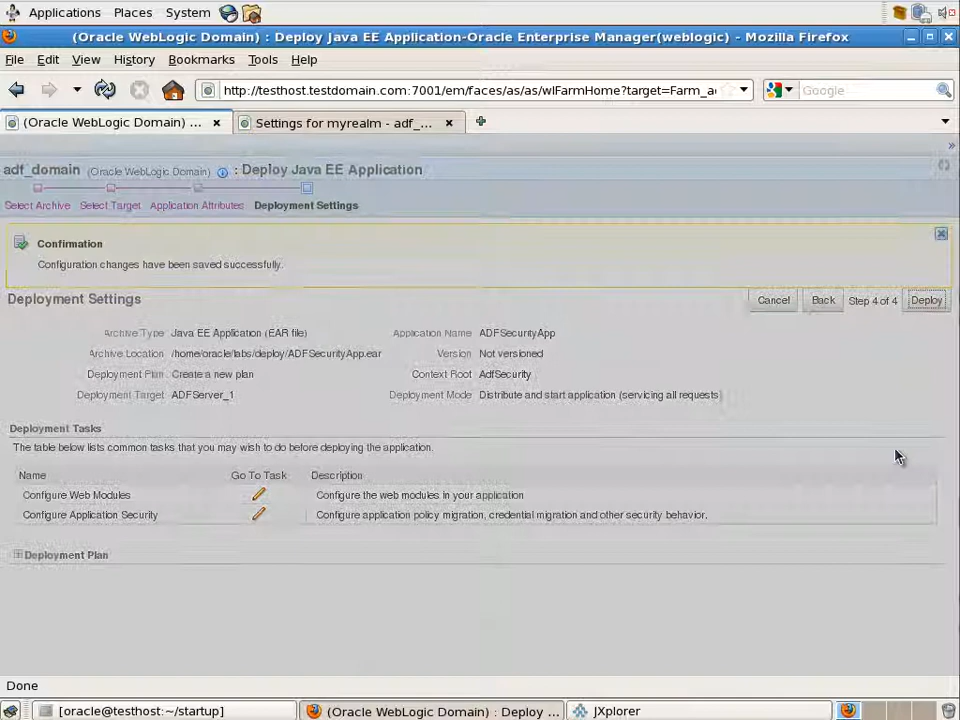 Applications Places System
(Oracle WebLogic Domain) : Deploy Java EE Application-Oracle Enterprise Manager(weblogic) - Mozilla Firefox
File Edit View History Bookmarks Tools Help
http://testhost.testdomain.com:7001/em/faces/as/as/wlFarmHome?target=Farm_ac
Google
(Oracle WebLogic Domain) ...
Settings for myrealm - adf_...
adf_domain (Oracle WebLogic Domain) : Deploy Java EE Application
Select Archive Select Target Application Attributes Deployment Settings
Confirmation
Configuration changes have been saved successfully.
Deployment Settings
Cancel Back Step 4 of 4 Deploy
Archive Type Java EE Application (EAR file) Application Name ADFSecurityApp
Archive Location /home/oracle/labs/deploy/ADFSecurityApp.ear Version Not versioned
Deployment Plan Create a new plan Context Root AdfSecurity
Deployment Target ADFServer_1 Deployment Mode Distribute and start application (servicing all requests)
Deployment Tasks
The table below lists common tasks that you may wish to do before deploying the application.
Name Go To Task Description
Configure Web Modules Configure the web modules in your application
Configure Application Security Configure application policy migration, credential migration and other security behavior.
Deployment Plan
Done
[oracle@testhost:~/startup] (Oracle WebLogic Domain) : Deploy ... JXplorer